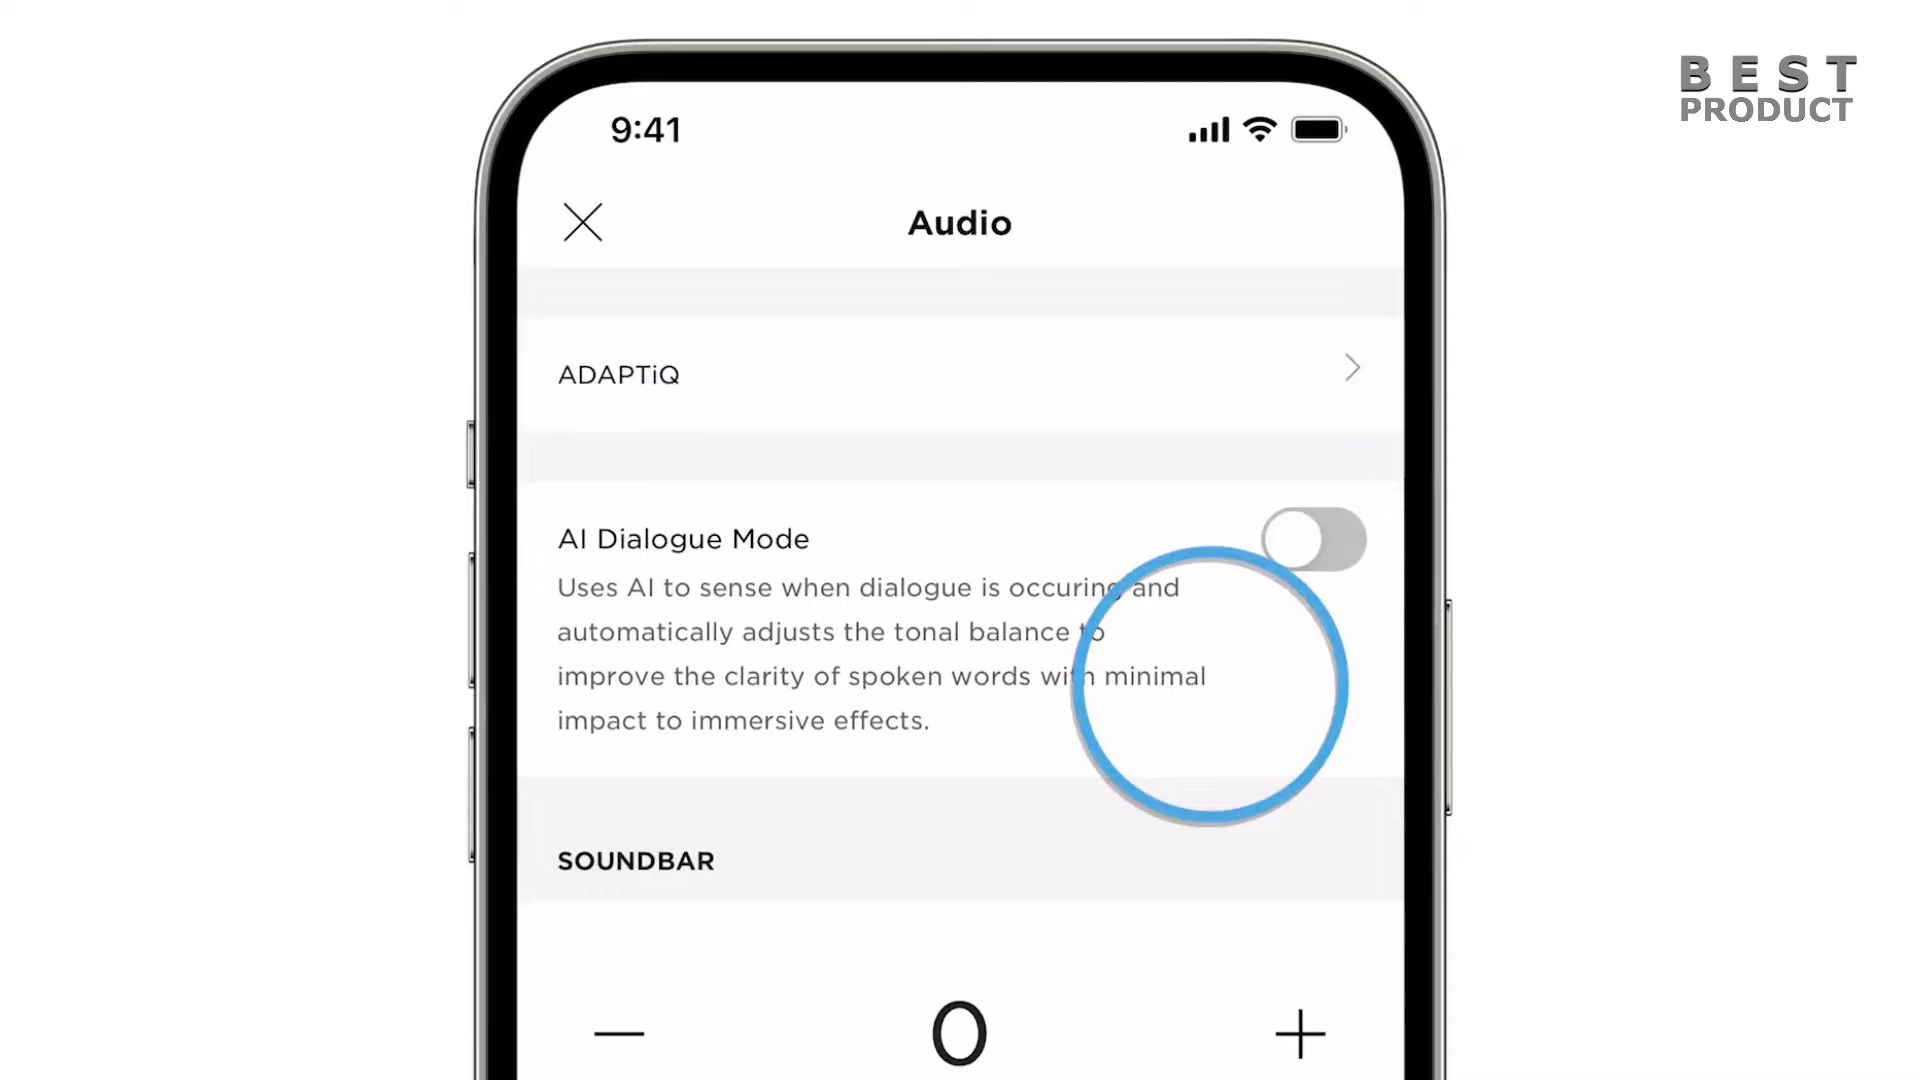 BEST
PRODUCT
9:41
Audio
ADAPTiQ
AI Dialogue Mode
Uses AI to sense when dialogue is occuring and
automatically adjusts the tonal balance to
improve the clarity of spoken words with minimal
impact to immersive effects.
SOUNDBAR
0